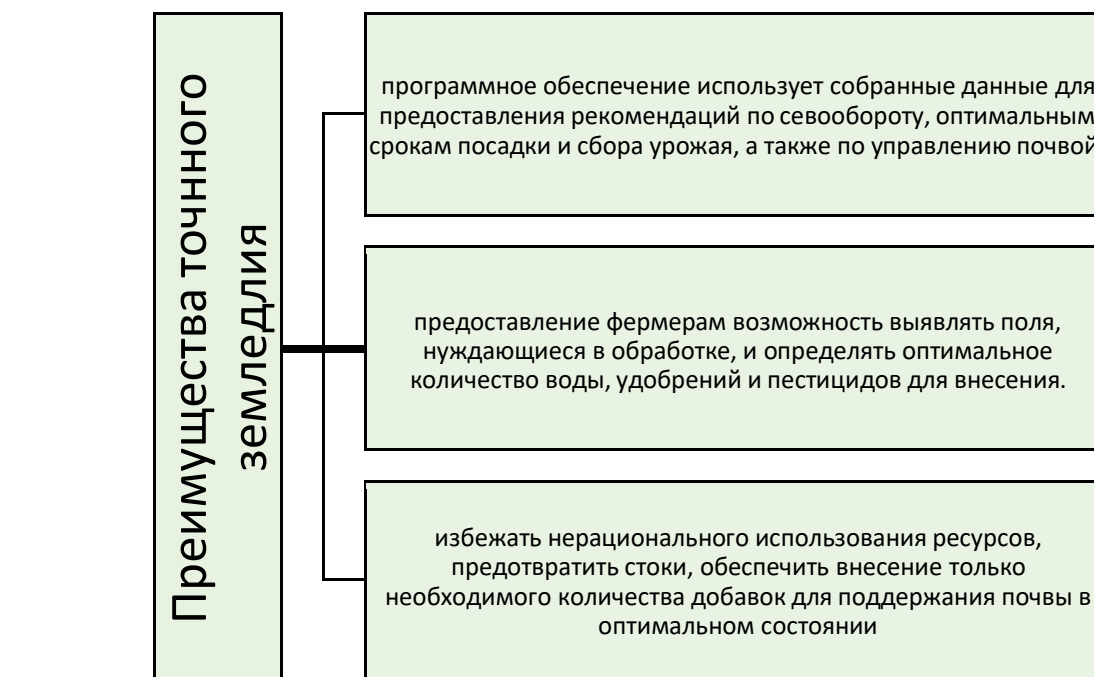 Преимущества точнного
земледлия
программное обеспечение использует собранные данные для
предоставления рекомендаций по севообороту, оптимальным
срокам посадки и сбора урожая, а также по управлению почвой
предоставление фермерам возможность выявлять поля,
нуждающиеся в обработке, и определять оптимальное
количество воды, удобрений и пестицидов для внесения.
избежать нерационального использования ресурсов,
предотвратить стоки, обеспечить внесение только
необходимого количества добавок для поддержания почвы в
оптимальном состоянии